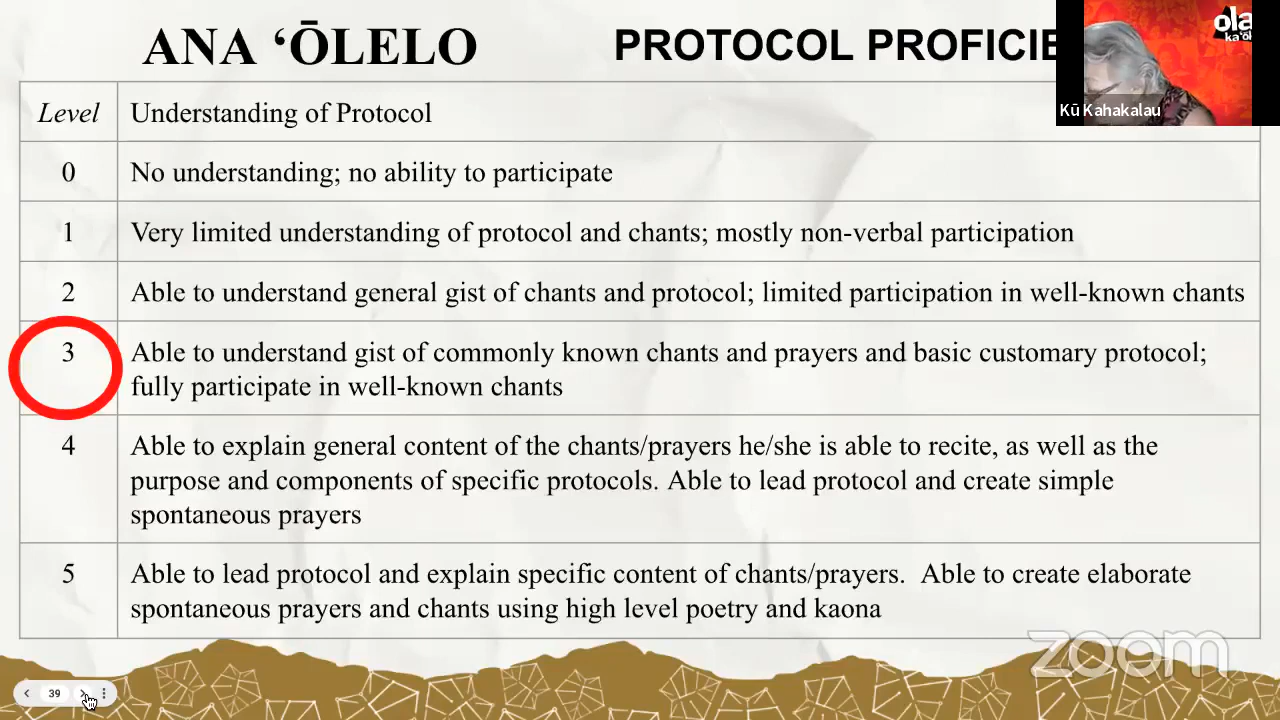 ANA ʻŌLELO
PROTOCOL
ola
Kū Kahakalau
Level Understanding of Protocol
0 No understanding; no ability to participate
1 Very limited understanding of protocol and chants; mostly non-verbal participation
2 Able to understand general gist of chants and protocol; limited participation in well-known chants
3 Able to understand gist of commonly known chants and prayers and basic customary protocol;
fully participate in well-known chants
4 Able to explain general content of the chants/prayers he/she is able to recite, as well as the
purpose and components of specific protocols. Able to lead protocol and create simple
spontaneous prayers
5 Able to lead protocol and explain specific content of chants/prayers. Able to create elaborate
spontaneous prayers and chants using high level poetry and kaona
zoom
39